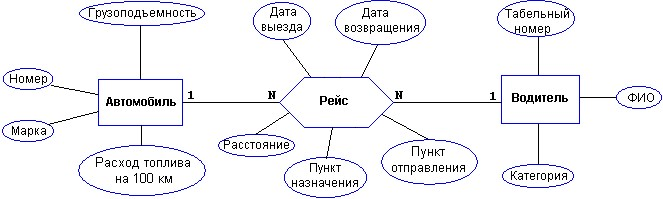 Грузоподъемность
Дата
выезда
Дата
возвращения
Табельный
номер
Номер
Марка
Автомобиль
1
N
Рейс
N
1
Водитель
ФИО
Расход топлива
на 100 км
Расстояние
Пункт
назначения
Пункт
отправления
Категория